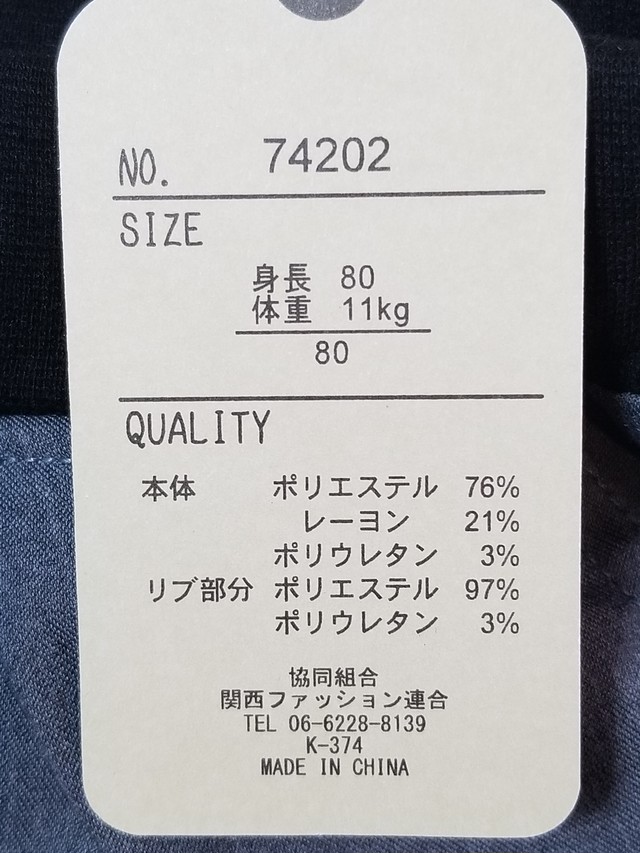 NO. 74202
SIZE
身長 80
体重 11kg
80
QUALITY
本体 ポリエステル 76%
レーヨン 21%
ポリウレタン 3%
リブ部分 ポリエステル 97%
ポリウレタン 3%
協同組合
関西ファッション連合
TEL 06-6228-8139
K-374
MADE IN CHINA